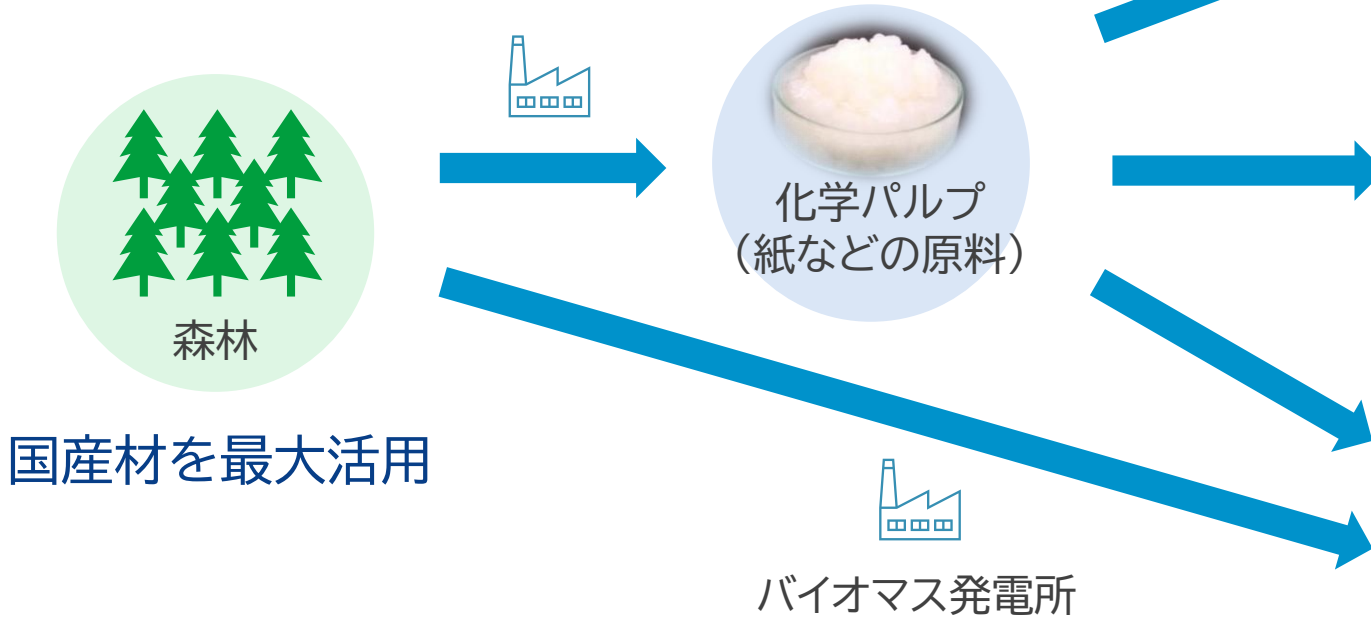 化学パルプ
（紙などの原料）
森林
国産材を最大活用
バイオマス発電所